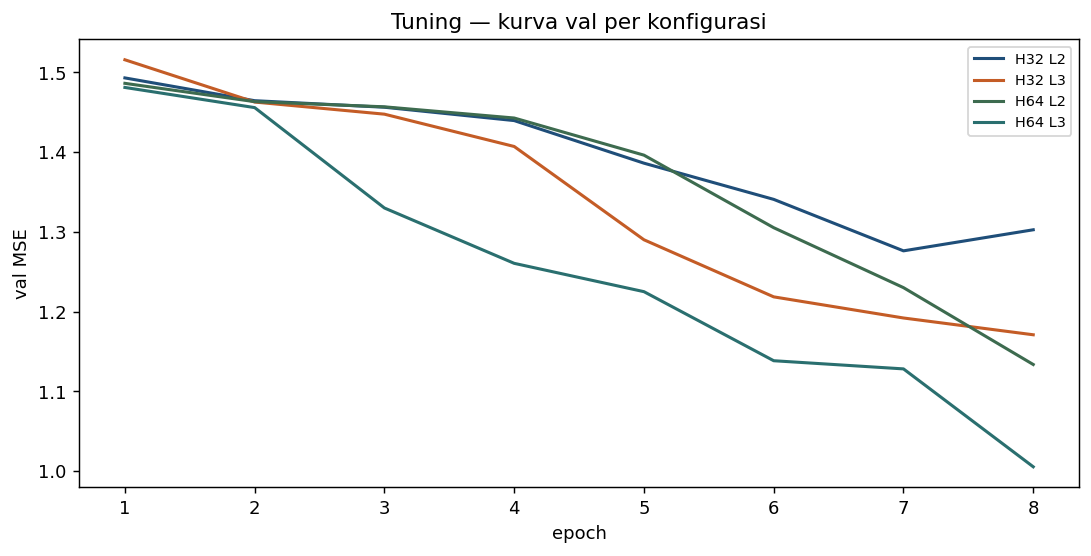 Tuning — kurva val per konfigurasi
H32 L2
H32 L3
H64 L2
H64 L3
val MSE
1.5
1.4
1.3
1.2
1.1
1.0
1 2 3 4 5 6 7 8
epoch